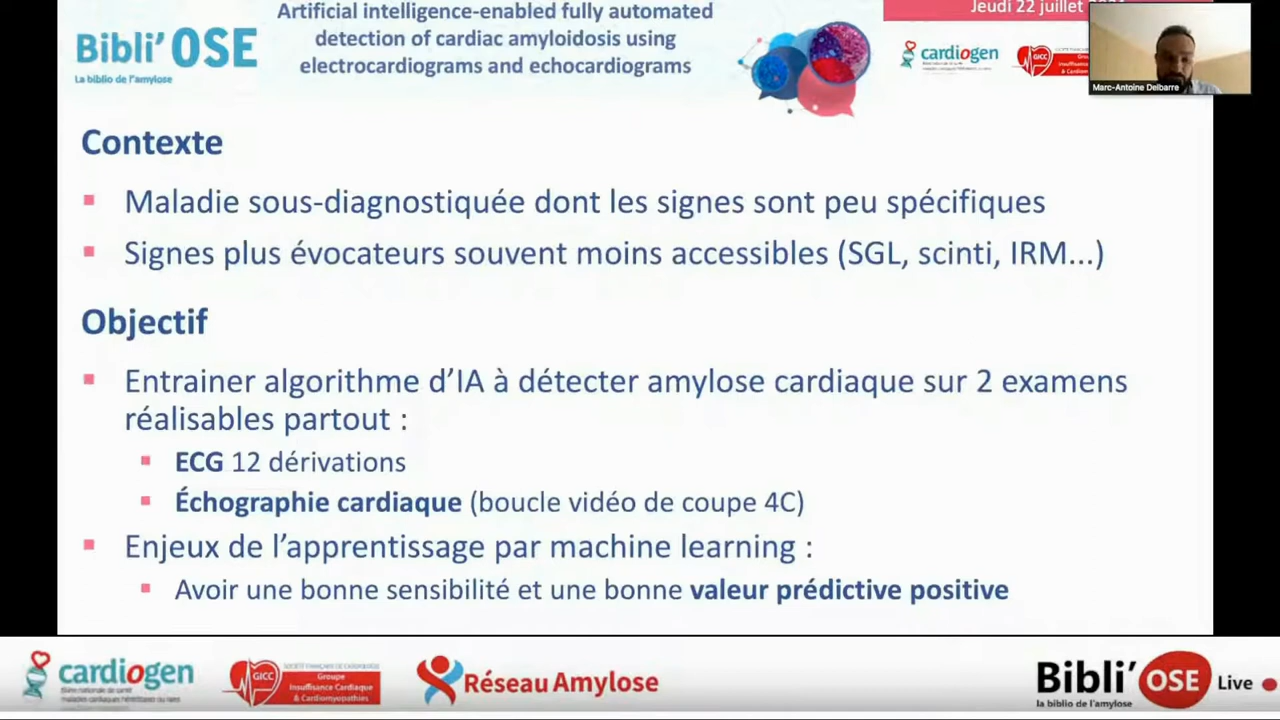 Artificial intelligence-enabled fully automated
detection of cardiac amyloidosis using
electrocardiograms and echocardiograms
Bibli'OSE
La biblio de l'amylose
Jeudi 22 juillet
cardiogen
GICC
Marc-Antoine Delbarre
Contexte
Maladie sous-diagnostiquée dont les signes sont peu spécifiques
Signes plus évocateurs souvent moins accessibles (SGL, scinti, IRM...)
Objectif
Entrainer algorithme d'IA à détecter amylose cardiaque sur 2 examens
réalisables partout :
ECG 12 dérivations
Échographie cardiaque (boucle vidéo de coupe 4C)
Enjeux de l'apprentissage par machine learning :
Avoir une bonne sensibilité et une bonne valeur prédictive positive
cardiogen
GICC
Groupe
Insuffisance Cardiaque
& Cardiomyopathies
Réseau Amylose
Bibli'OSE Live
la biblio de l'amylose